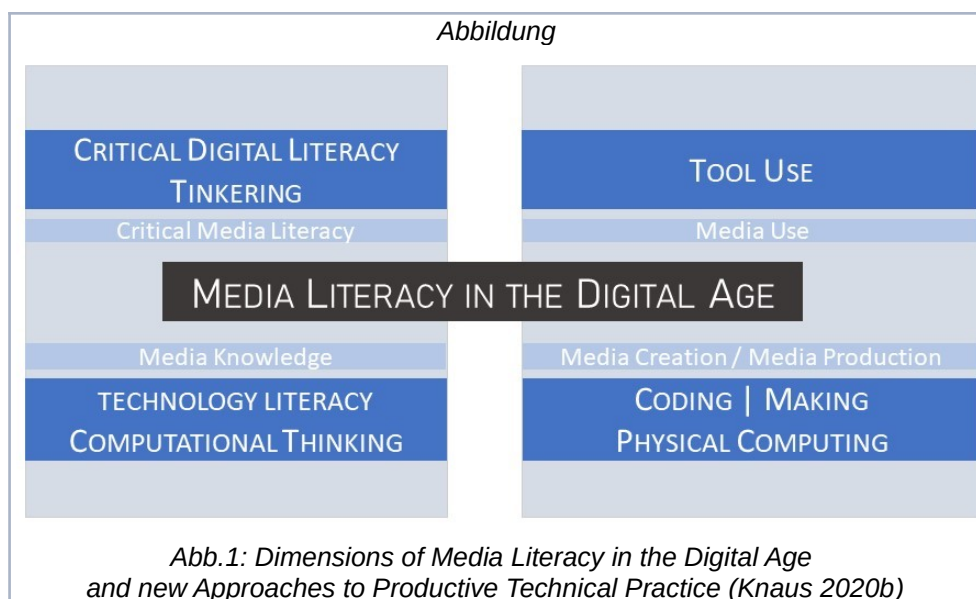 Abbildung
CRITICAL DIGITAL LITERACY
TINKERING
Critical Media Literacy
TOOL USE
Media Use
MEDIA LITERACY IN THE DIGITAL AGE
Media Knowledge
TECHNOLOGY LITERACY
COMPUTATIONAL THINKING
Media Creation / Media Production
CODING | MAKING
PHYSICAL COMPUTING
Abb.1: Dimensions of Media Literacy in the Digital Age
and new Approaches to Productive Technical Practice (Knaus 2020b)